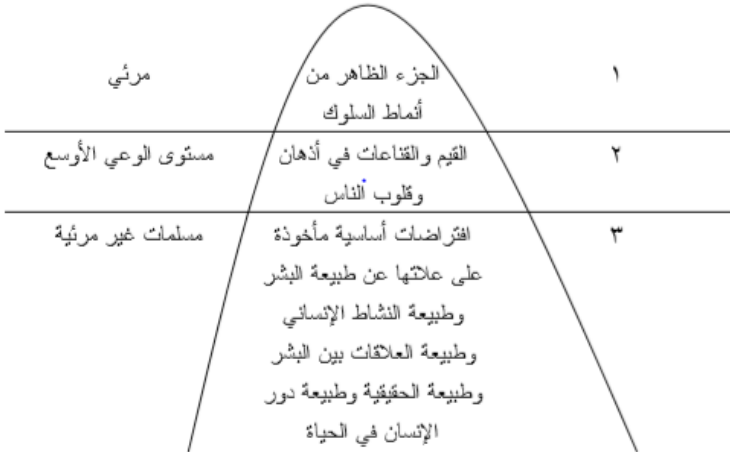 ١ الجزء الظاهر من مرئي
أنماط السلوك
٢ القيم والقناعات في أذهان مستوى الوعي الأوسع
وقلوب الناس
٣ افتراضات أساسية مأخوذة مسلمات غير مرئية
على علاتها عن طبيعة البشر
وطبيعة النشاط الإنساني
وطبيعة العلاقات بين البشر
وطبيعة الحقيقية وطبيعة دور
الإنسان في الحياة